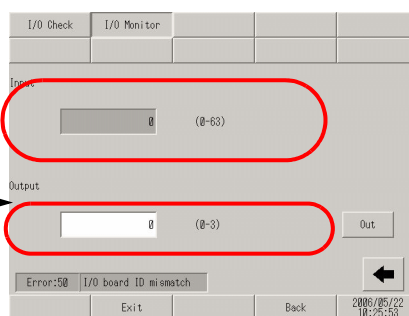 I/O Check I/O Monitor
Input
0 (0-63)
Output
0 (0-3) Out
Error:50 I/O board ID mismatch
Exit Back 2006/05/22
10:25:53